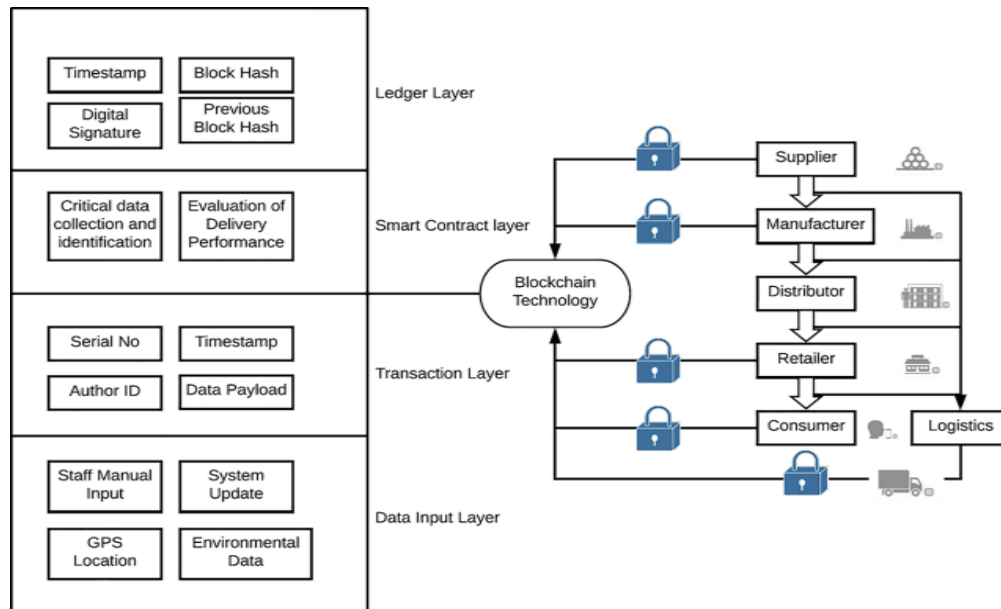 Timestamp
Block Hash
Digital
Signature
Previous
Block Hash
Ledger Layer
Critical data
collection and
identification
Evaluation of
Delivery
Performance
Smart Contract layer
Serial No
Timestamp
Author ID
Data Payload
Transaction Layer
Staff Manual
Input
System
Update
GPS
Location
Environmental
Data
Data Input Layer
Blockchain
Technology
Supplier
Manufacturer
Distributor
Retailer
Consumer
Logistics